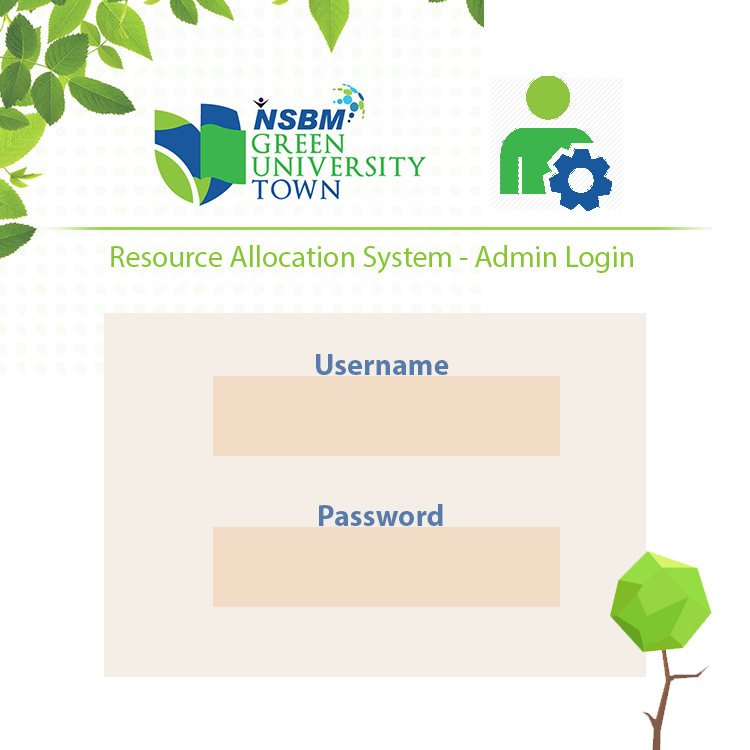 NSBM
GREEN
UNIVERSITY
TOWN
Resource Allocation System - Admin Login
Username
Password